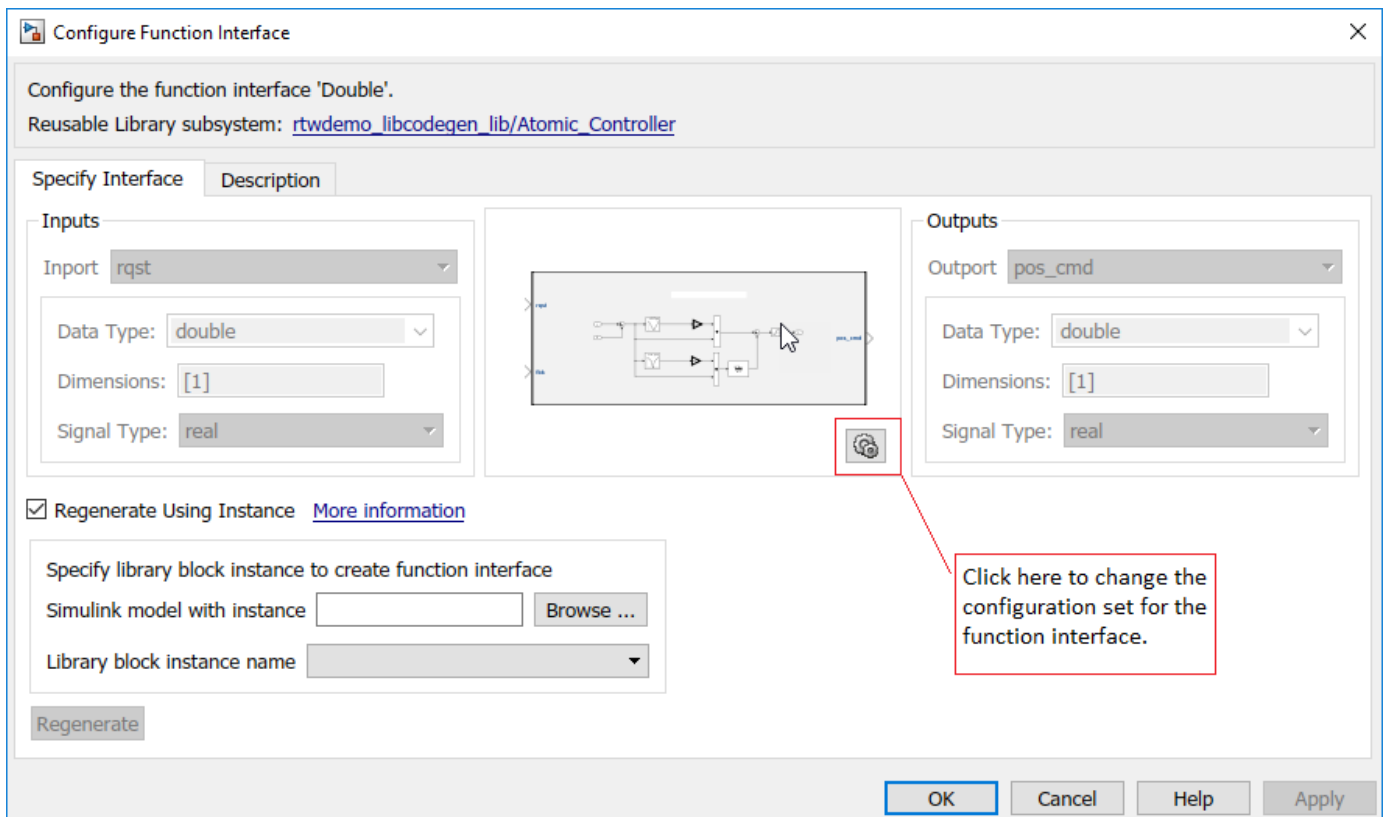 Configure Function Interface
Configure the function interface 'Double'.
Reusable Library subsystem: rtwdemo_libcodegen_lib/Atomic_Controller
Specify Interface
Description
Inputs
Inport rqst
Data Type: double
Dimensions: [1]
Signal Type: real
pos_cmd
Outputs
Outport pos_cmd
Data Type: double
Dimensions: [1]
Signal Type: real
Regenerate Using Instance More information
Specify library block instance to create function interface
Simulink model with instance Browse ...
Library block instance name
Regenerate
Click here to change the
configuration set for the
function interface.
OK Cancel Help Apply